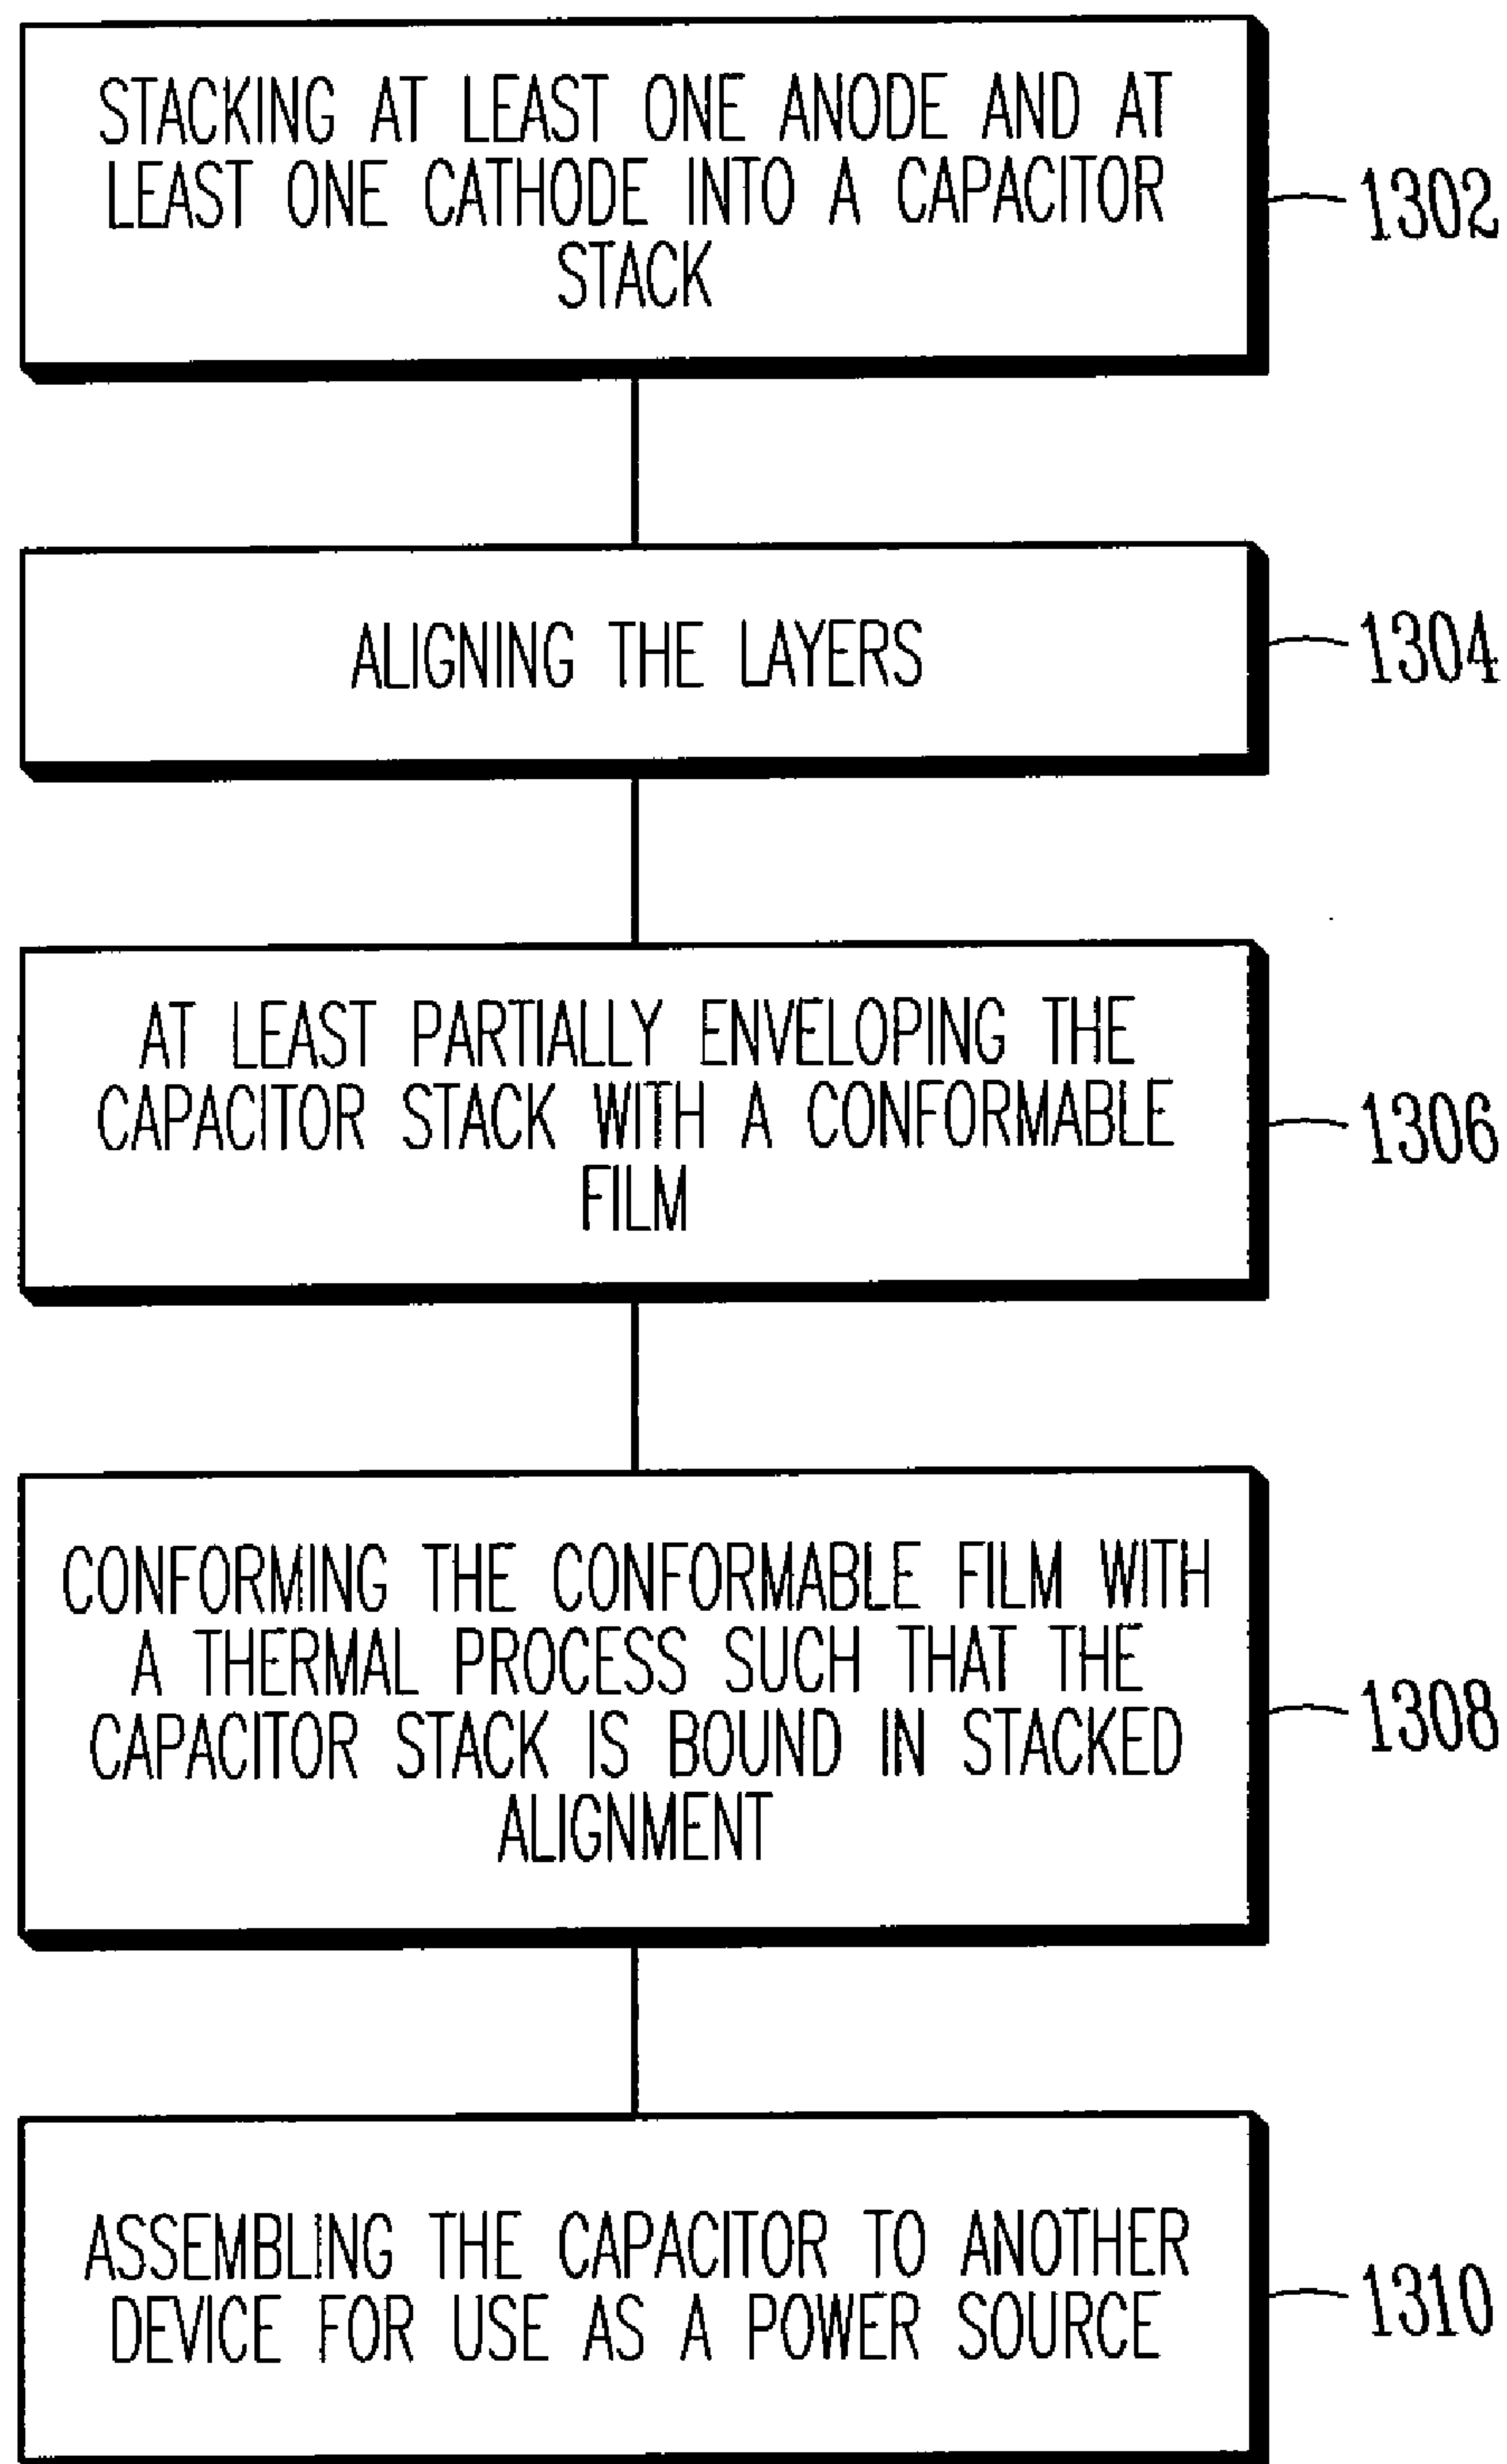 STACKING AT LEAST ONE ANODE AND AT
LEAST ONE CATHODE INTO A CAPACITOR
STACK
1302
ALIGNING THE LAYERS
1304
AT LEAST PARTIALLY ENVELOPING THE
CAPACITOR STACK WITH A CONFORMABLE
FILM
1306
CONFORMING THE CONFORMABLE FILM WITH
A THERMAL PROCESS SUCH THAT THE
CAPACITOR STACK IS BOUND IN STACKED
ALIGNMENT
1308
ASSEMBLING THE CAPACITOR TO ANOTHER
DEVICE FOR USE AS A POWER SOURCE
1310